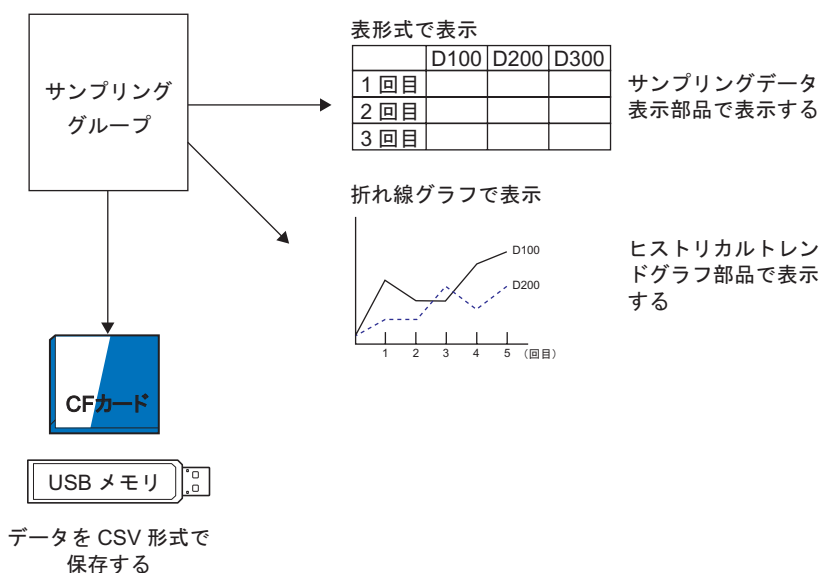 サンプリング
グループ
表形式で表示
D100 D200 D300
1 回目
2 回目
3 回目
サンプリングデータ
表示部品で表示する
折れ線グラフで表示
D100
D200
1 2 3 4 5 (回目)
ヒストリカルトレン
ドグラフ部品で表示
する
CFカード
USB メモリ
データを CSV 形式で
保存する